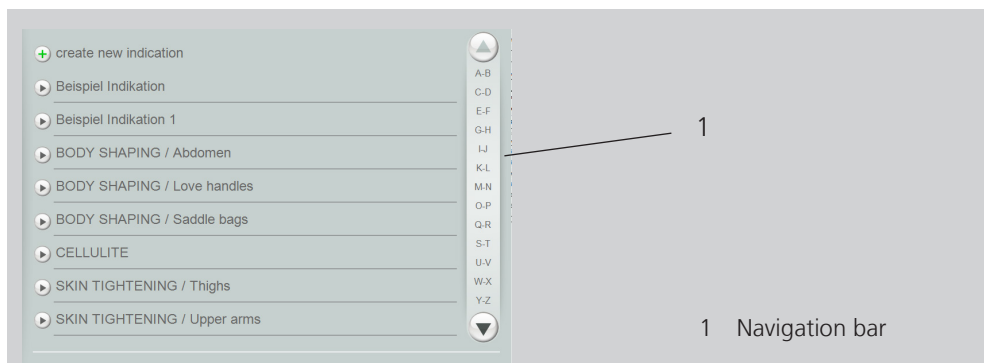 create new indication
Beispiel Indikation
Beispiel Indikation 1
BODY SHAPING / Abdomen
BODY SHAPING / Love handles
BODY SHAPING / Saddle bags
CELLULITE
SKIN TIGHTENING / Thighs
SKIN TIGHTENING / Upper arms
A-B
C-D
E-F
G-H
I-J
K-L
M-N
O-P
Q-R
S-T
U-V
W-X
Y-Z
1
1 Navigation bar